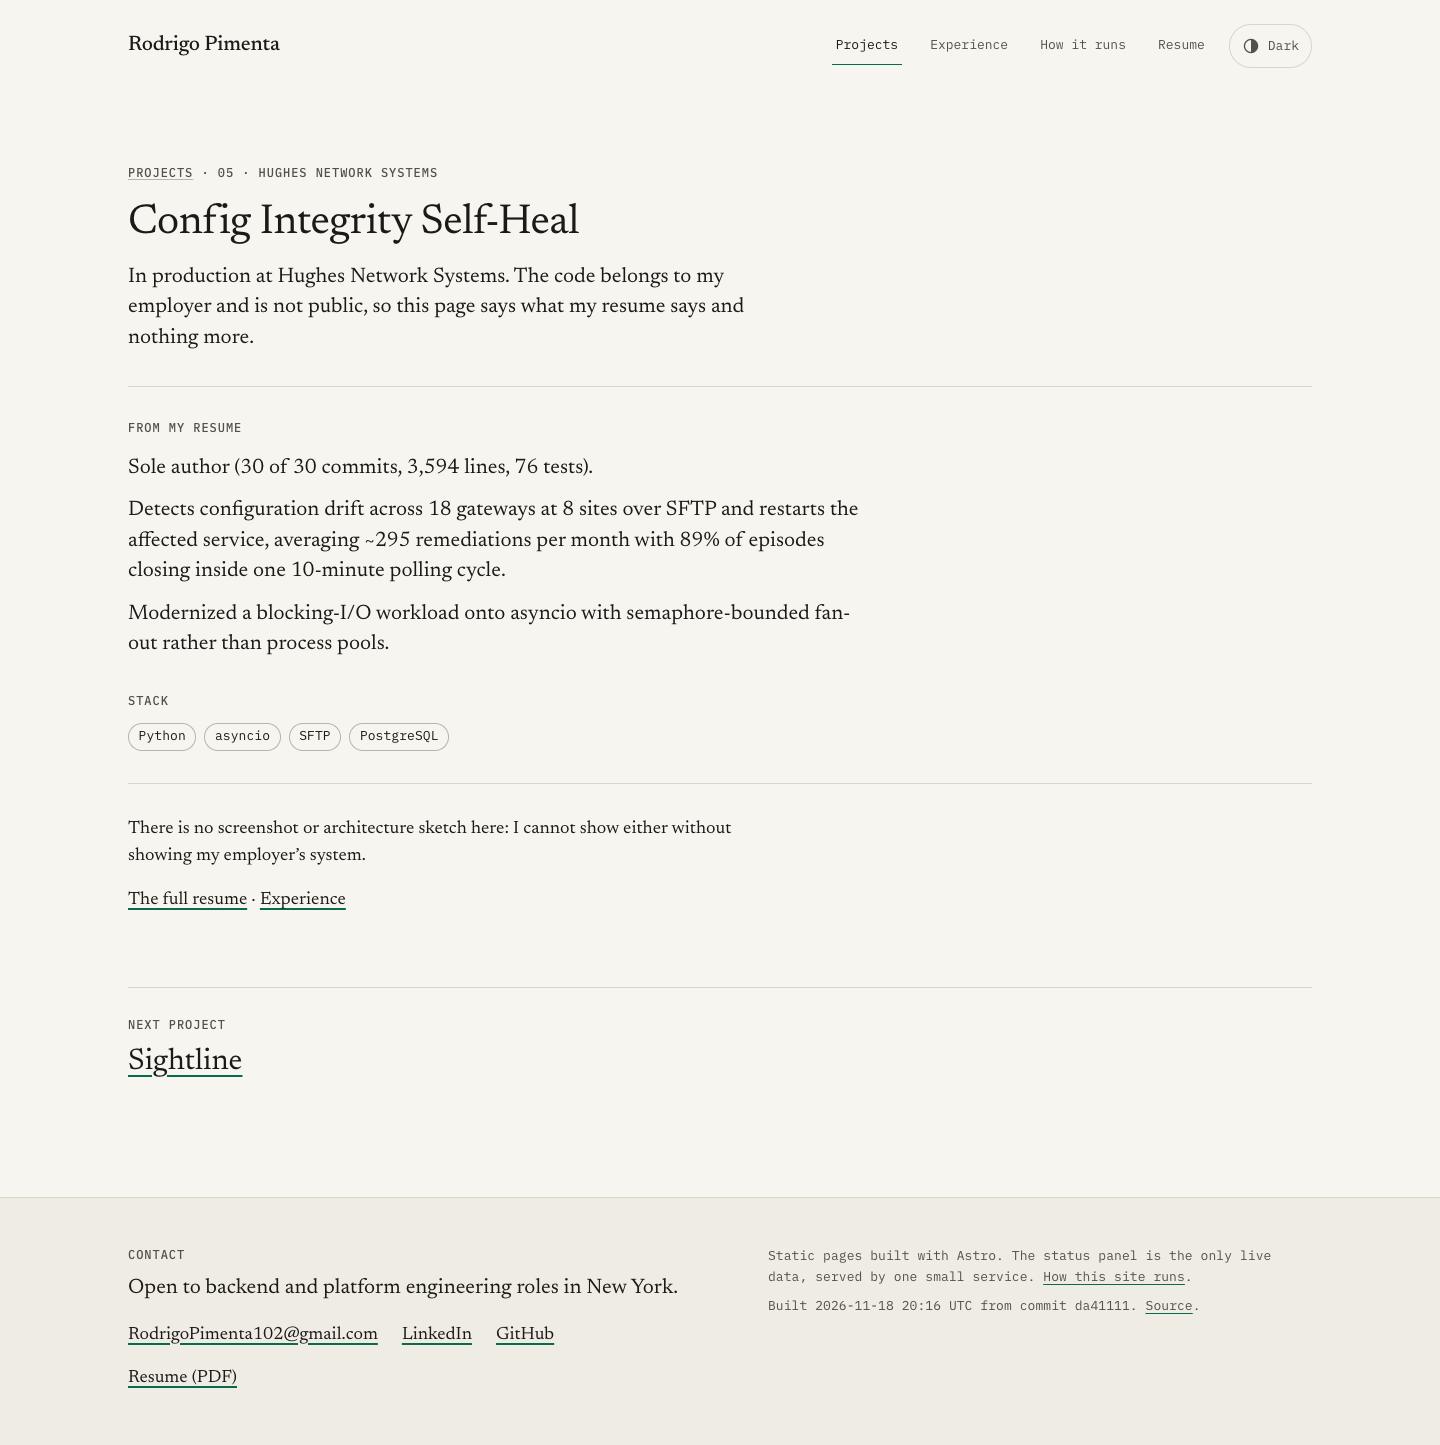 Rodrigo Pimenta
Projects Experience How it runs Resume Dark
PROJECTS · 05 · HUGHES NETWORK SYSTEMS
Config Integrity Self-Heal
In production at Hughes Network Systems. The code belongs to my
employer and is not public, so this page says what my resume says and
nothing more.
FROM MY RESUME
Sole author (30 of 30 commits, 3,594 lines, 76 tests).
Detects configuration drift across 18 gateways at 8 sites over SFTP and restarts the
affected service, averaging ~295 remediations per month with 89% of episodes
closing inside one 10-minute polling cycle.
Modernized a blocking-I/O workload onto asyncio with semaphore-bounded fan-
out rather than process pools.
STACK
Python asyncio SFTP PostgreSQL
There is no screenshot or architecture sketch here: I cannot show either without
showing my employer’s system.
The full resume · Experience
NEXT PROJECT
Sightline
CONTACT
Open to backend and platform engineering roles in New York.
RodrigoPimenta102@gmail.com LinkedIn GitHub
Resume (PDF)
Static pages built with Astro. The status panel is the only live
data, served by one small service. How this site runs.
Built 2026-11-18 20:16 UTC from commit da41111. Source.